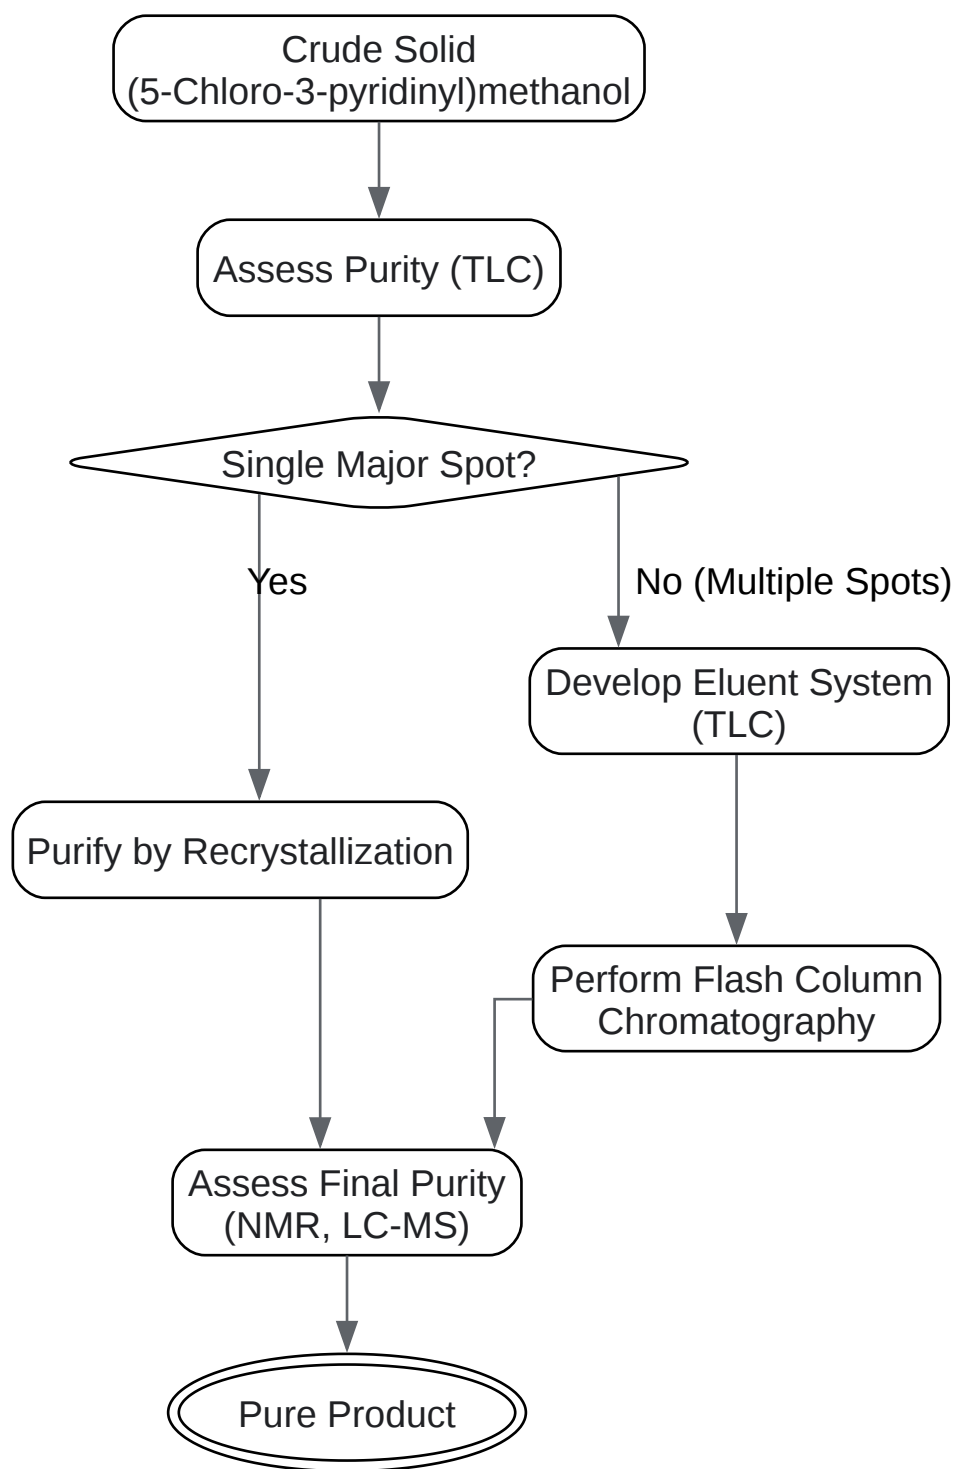 Crude Solid
(5-Chloro-3-pyridinyl)methanol
Assess Purity (TLC)
Single Major Spot?
Yes
No (Multiple Spots)
Develop Eluent System
(TLC)
Purify by Recrystallization
Perform Flash Column
Chromatography
Assess Final Purity
(NMR, LC-MS)
Pure Product